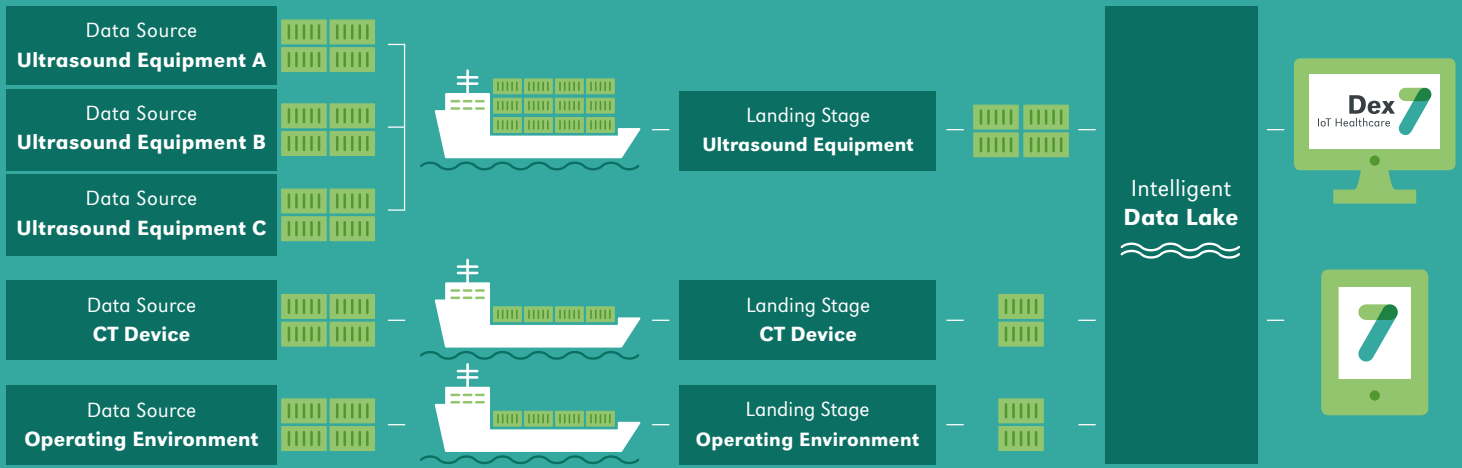 Data Source
Ultrasound Equipment A
Data Source
Ultrasound Equipment B
Data Source
Ultrasound Equipment C
Landing Stage
Ultrasound Equipment
Data Source
CT Device
Landing Stage
CT Device
Data Source
Operating Environment
Landing Stage
Operating Environment
Intelligent
Data Lake
Dex 7
IoT Healthcare
7